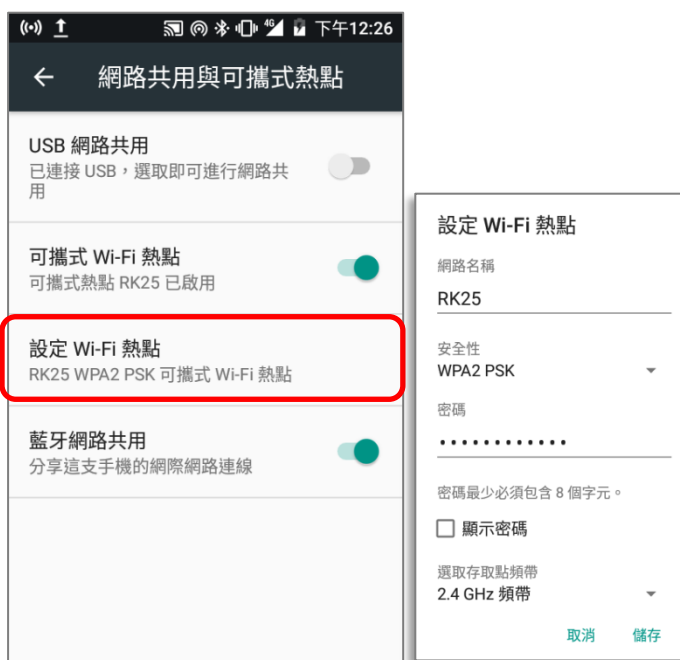 4G 下午12:26
網路共用與可攜式熱點
USB 網路共用
已連接 USB，選取即可進行網路共
用
可攜式 Wi-Fi 熱點
可攜式熱點 RK25 已啟用
設定 Wi-Fi 熱點
RK25 WPA2 PSK 可攜式 Wi-Fi 熱點
藍牙網路共用
分享這支手機的網際網路連線
設定 Wi-Fi 熱點
網路名稱
RK25
安全性
WPA2 PSK
密碼
••••••••••••
密碼最少必須包含 8 個字元。
顯示密碼
選取存取點頻帶
2.4 GHz 頻帶
取消 儲存